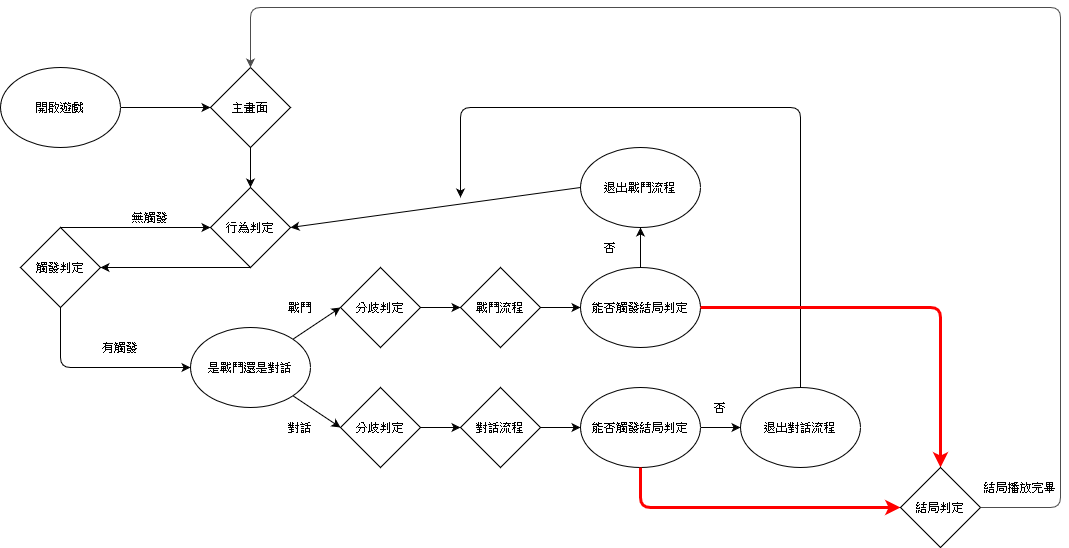 開啟遊戲
主畫面
退出戰鬥流程
無觸發
行為判定
否
觸發判定
戰鬥
分歧判定
戰鬥流程
能否觸發結局判定
有觸發
是戰鬥還是對話
對話
分歧判定
對話流程
能否觸發結局判定
否
退出對話流程
結局播放完畢
結局判定